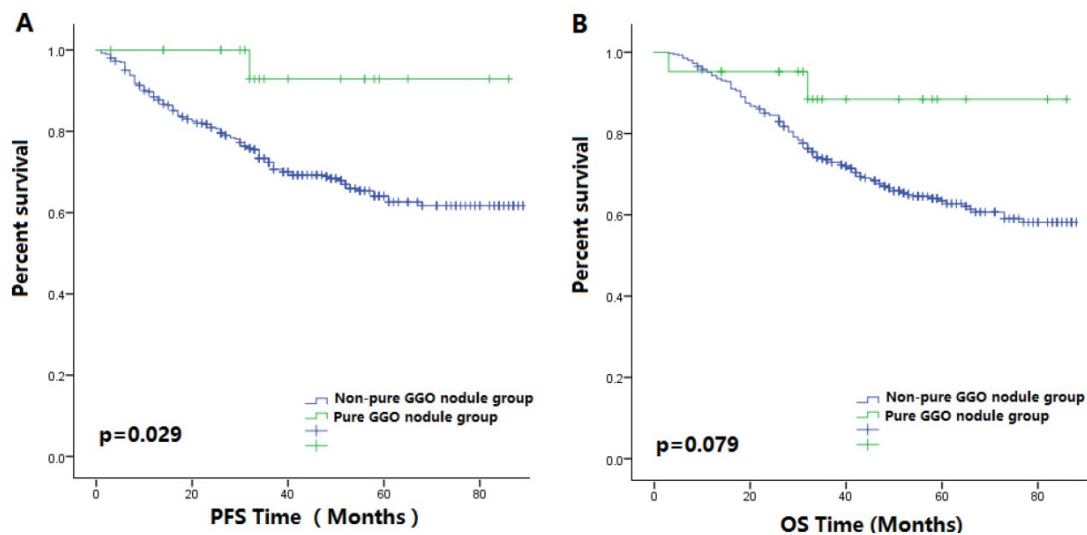 A
Percent survival
1.0
0.8
0.6
0.4
0.2
0.0
Non-pure GGO nodule group
Pure GGO nodule group
p=0.029
0 20 40 60 80
PFS Time ( Months )
B
Percent survival
1.0
0.8
0.6
0.4
0.2
0.0
Non-pure GGO nodule group
Pure GGO nodule group
p=0.079
0 20 40 60 80
OS Time (Months)